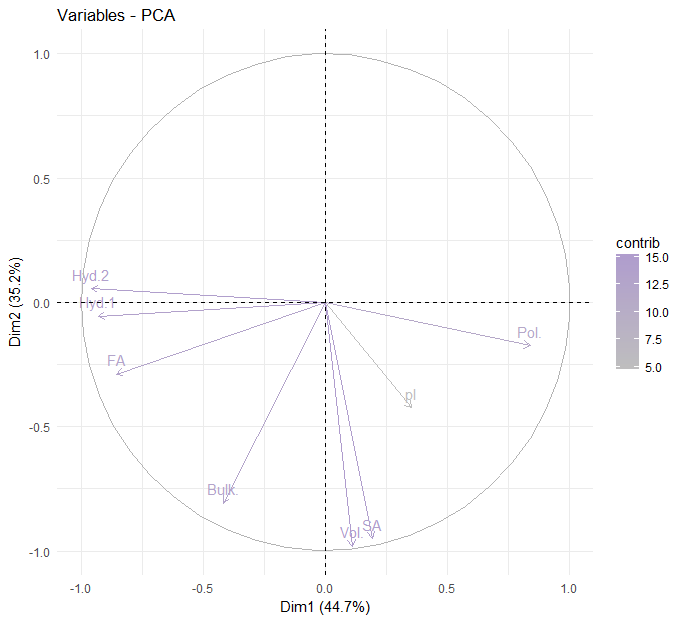 Variables - PCA
1.0
0.5
0.0
-0.5
-1.0
Dim2 (35.2%)
Hyd.2
Hyd.1
FA
Pol.
pI
Bulk.
Vol.
SA
-1.0
-0.5
0.0
0.5
1.0
Dim1 (44.7%)
contrib
15.0
12.5
10.0
7.5
5.0